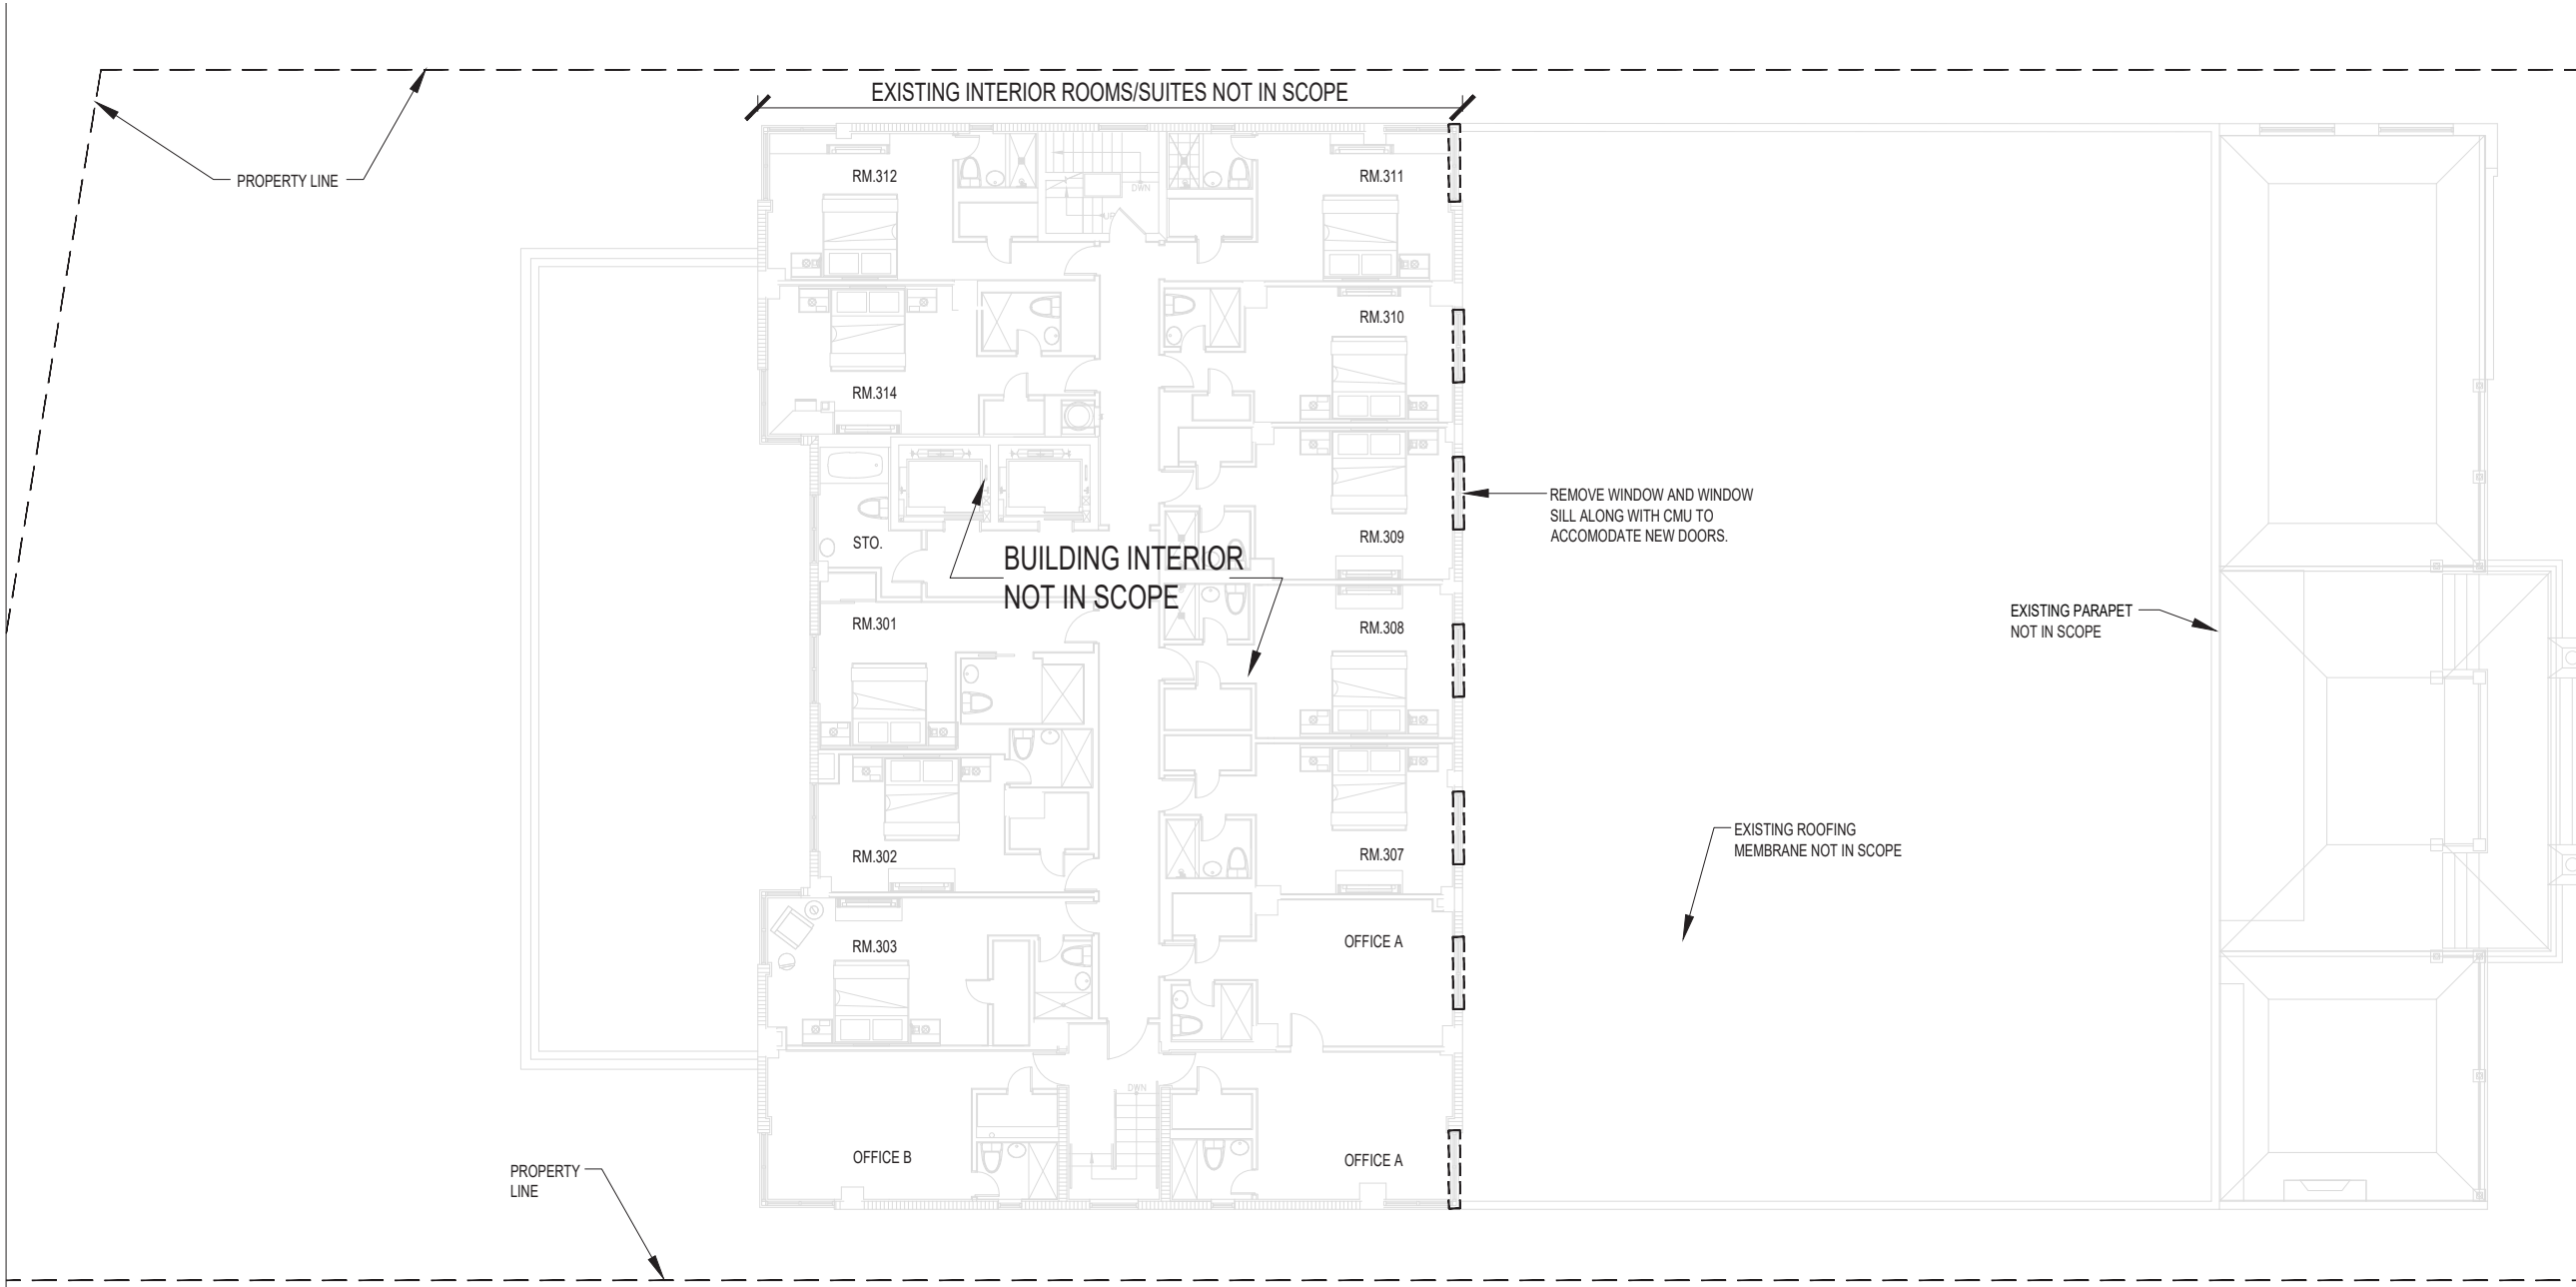 EXISTING INTERIOR ROOMS/SUITES NOT IN SCOPE
PROPERTY LINE
RM.312
RM.311
DWN
UP
RM.310
RM.314
REMOVE WINDOW AND WINDOW
SILL ALONG WITH CMU TO
ACCOMODATE NEW DOORS.
STO.
RM.309
BUILDING INTERIOR
NOT IN SCOPE
RM.301
RM.308
EXISTING PARAPET
NOT IN SCOPE
EXISTING ROOFING
MEMBRANE NOT IN SCOPE
RM.302
RM.307
RM.303
OFFICE A
DWN
OFFICE B
OFFICE A
PROPERTY
LINE